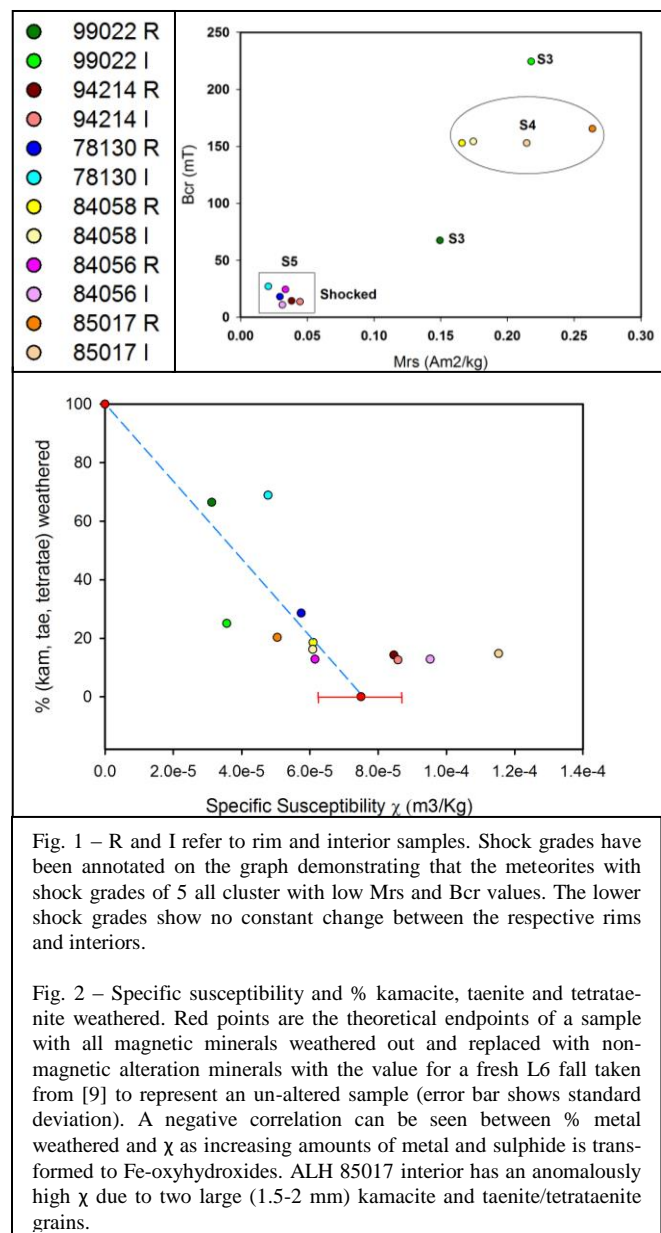 99022 R
99022 I
94214 R
94214 I
78130 R
78130 I
84058 R
84058 I
84056 R
84056 I
85017 R
85017 I
Bcr (mT)
250
200
150
100
50
0
S3
S4
S3
S5
Shocked
0.00 0.05 0.10 0.15 0.20 0.25 0.30
Mrs (Am2/kg)
% (kam, tae, tetratae) weathered
100
80
60
40
20
0
0.0 2.0e-5 4.0e-5 6.0e-5 8.0e-5 1.0e-4 1.2e-4 1.4e-4
Specific Susceptibility χ (m3/Kg)
Fig. 1 – R and I refer to rim and interior samples. Shock grades have
been annotated on the graph demonstrating that the meteorites with
shock grades of 5 all cluster with low Mrs and Bcr values. The lower
shock grades show no constant change between the respective rims
and interiors.
Fig. 2 – Specific susceptibility and % kamacite, taenite and tetratae-
nite weathered. Red points are the theoretical endpoints of a sample
with all magnetic minerals weathered out and replaced with non-
magnetic alteration minerals with the value for a fresh L6 fall taken
from [9] to represent an un-altered sample (error bar shows standard
deviation). A negative correlation can be seen between % metal
weathered and χ as increasing amounts of metal and sulphide is trans-
formed to Fe-oxyhydroxides. ALH 85017 interior has an anomalously
high χ due to two large (1.5-2 mm) kamacite and taenite/tetrataenite
grains.